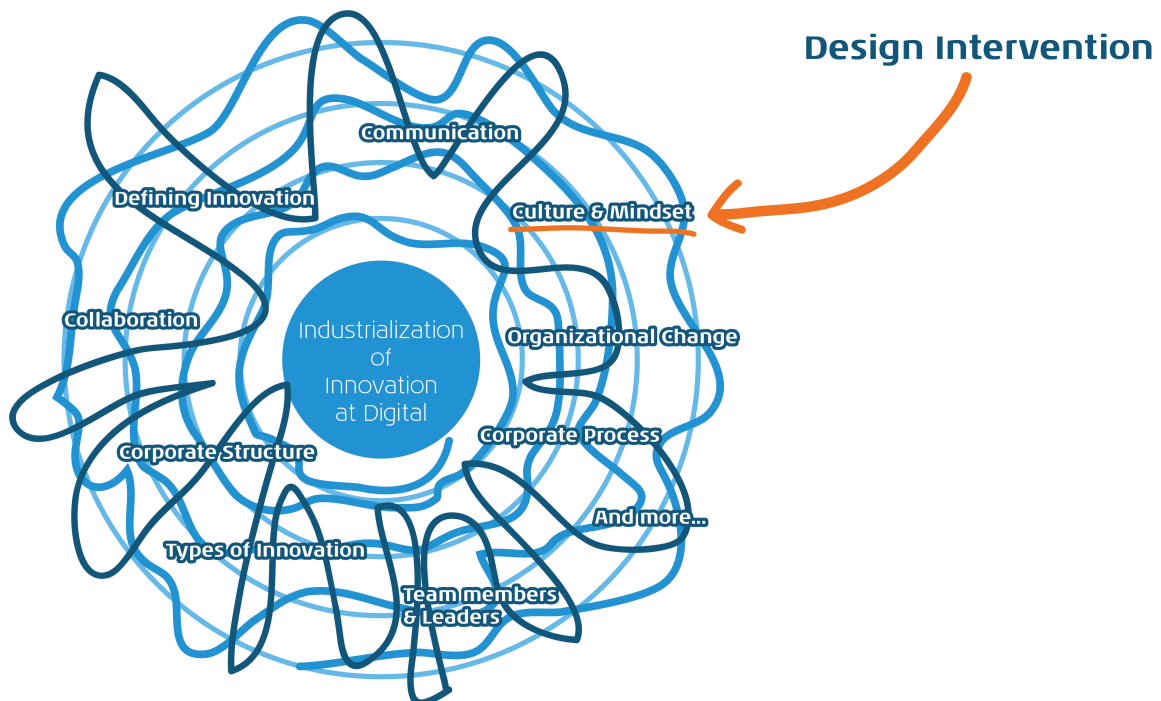 Design Intervention
Communication
Defining Innovation
Culture & Mindset
Collaboration
Industrialization
of
Innovation
at Digital
Organizational Change
Corporate Process
Corporate Structure
And more...
Types of Innovation
Team members
& Leaders